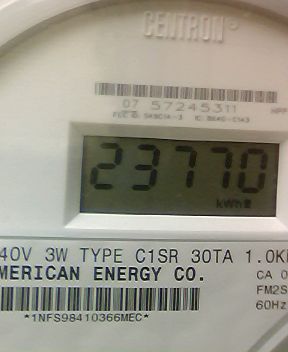 CENTRON®
07 57245311
23770
kWh
40V 3W TYPE C1SR 30TA 1.0K
MERICAN ENERGY CO.
CA 0
FM2S
60Hz
*1NFS98410366MEC*